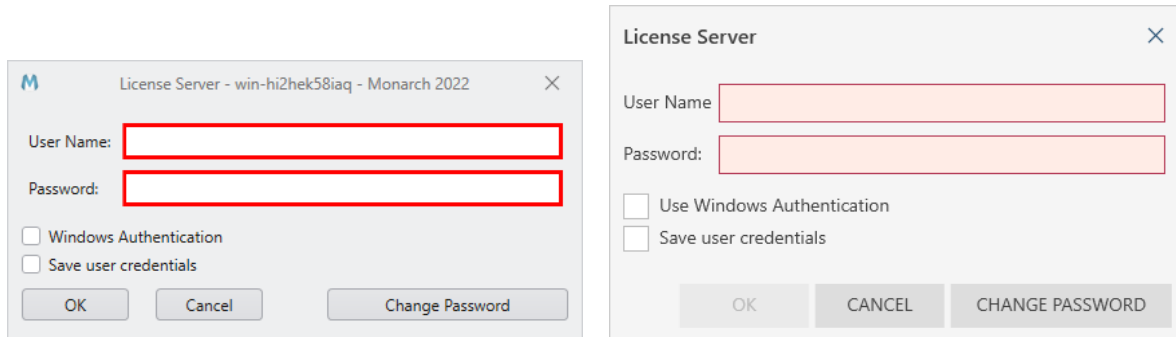 License Server - win-hi2hek58iaq - Monarch 2022
User Name:
Password:
Windows Authentication
Save user credentials
OK Cancel Change Password
License Server
User Name
Password:
Use Windows Authentication
Save user credentials
OK CANCEL CHANGE PASSWORD